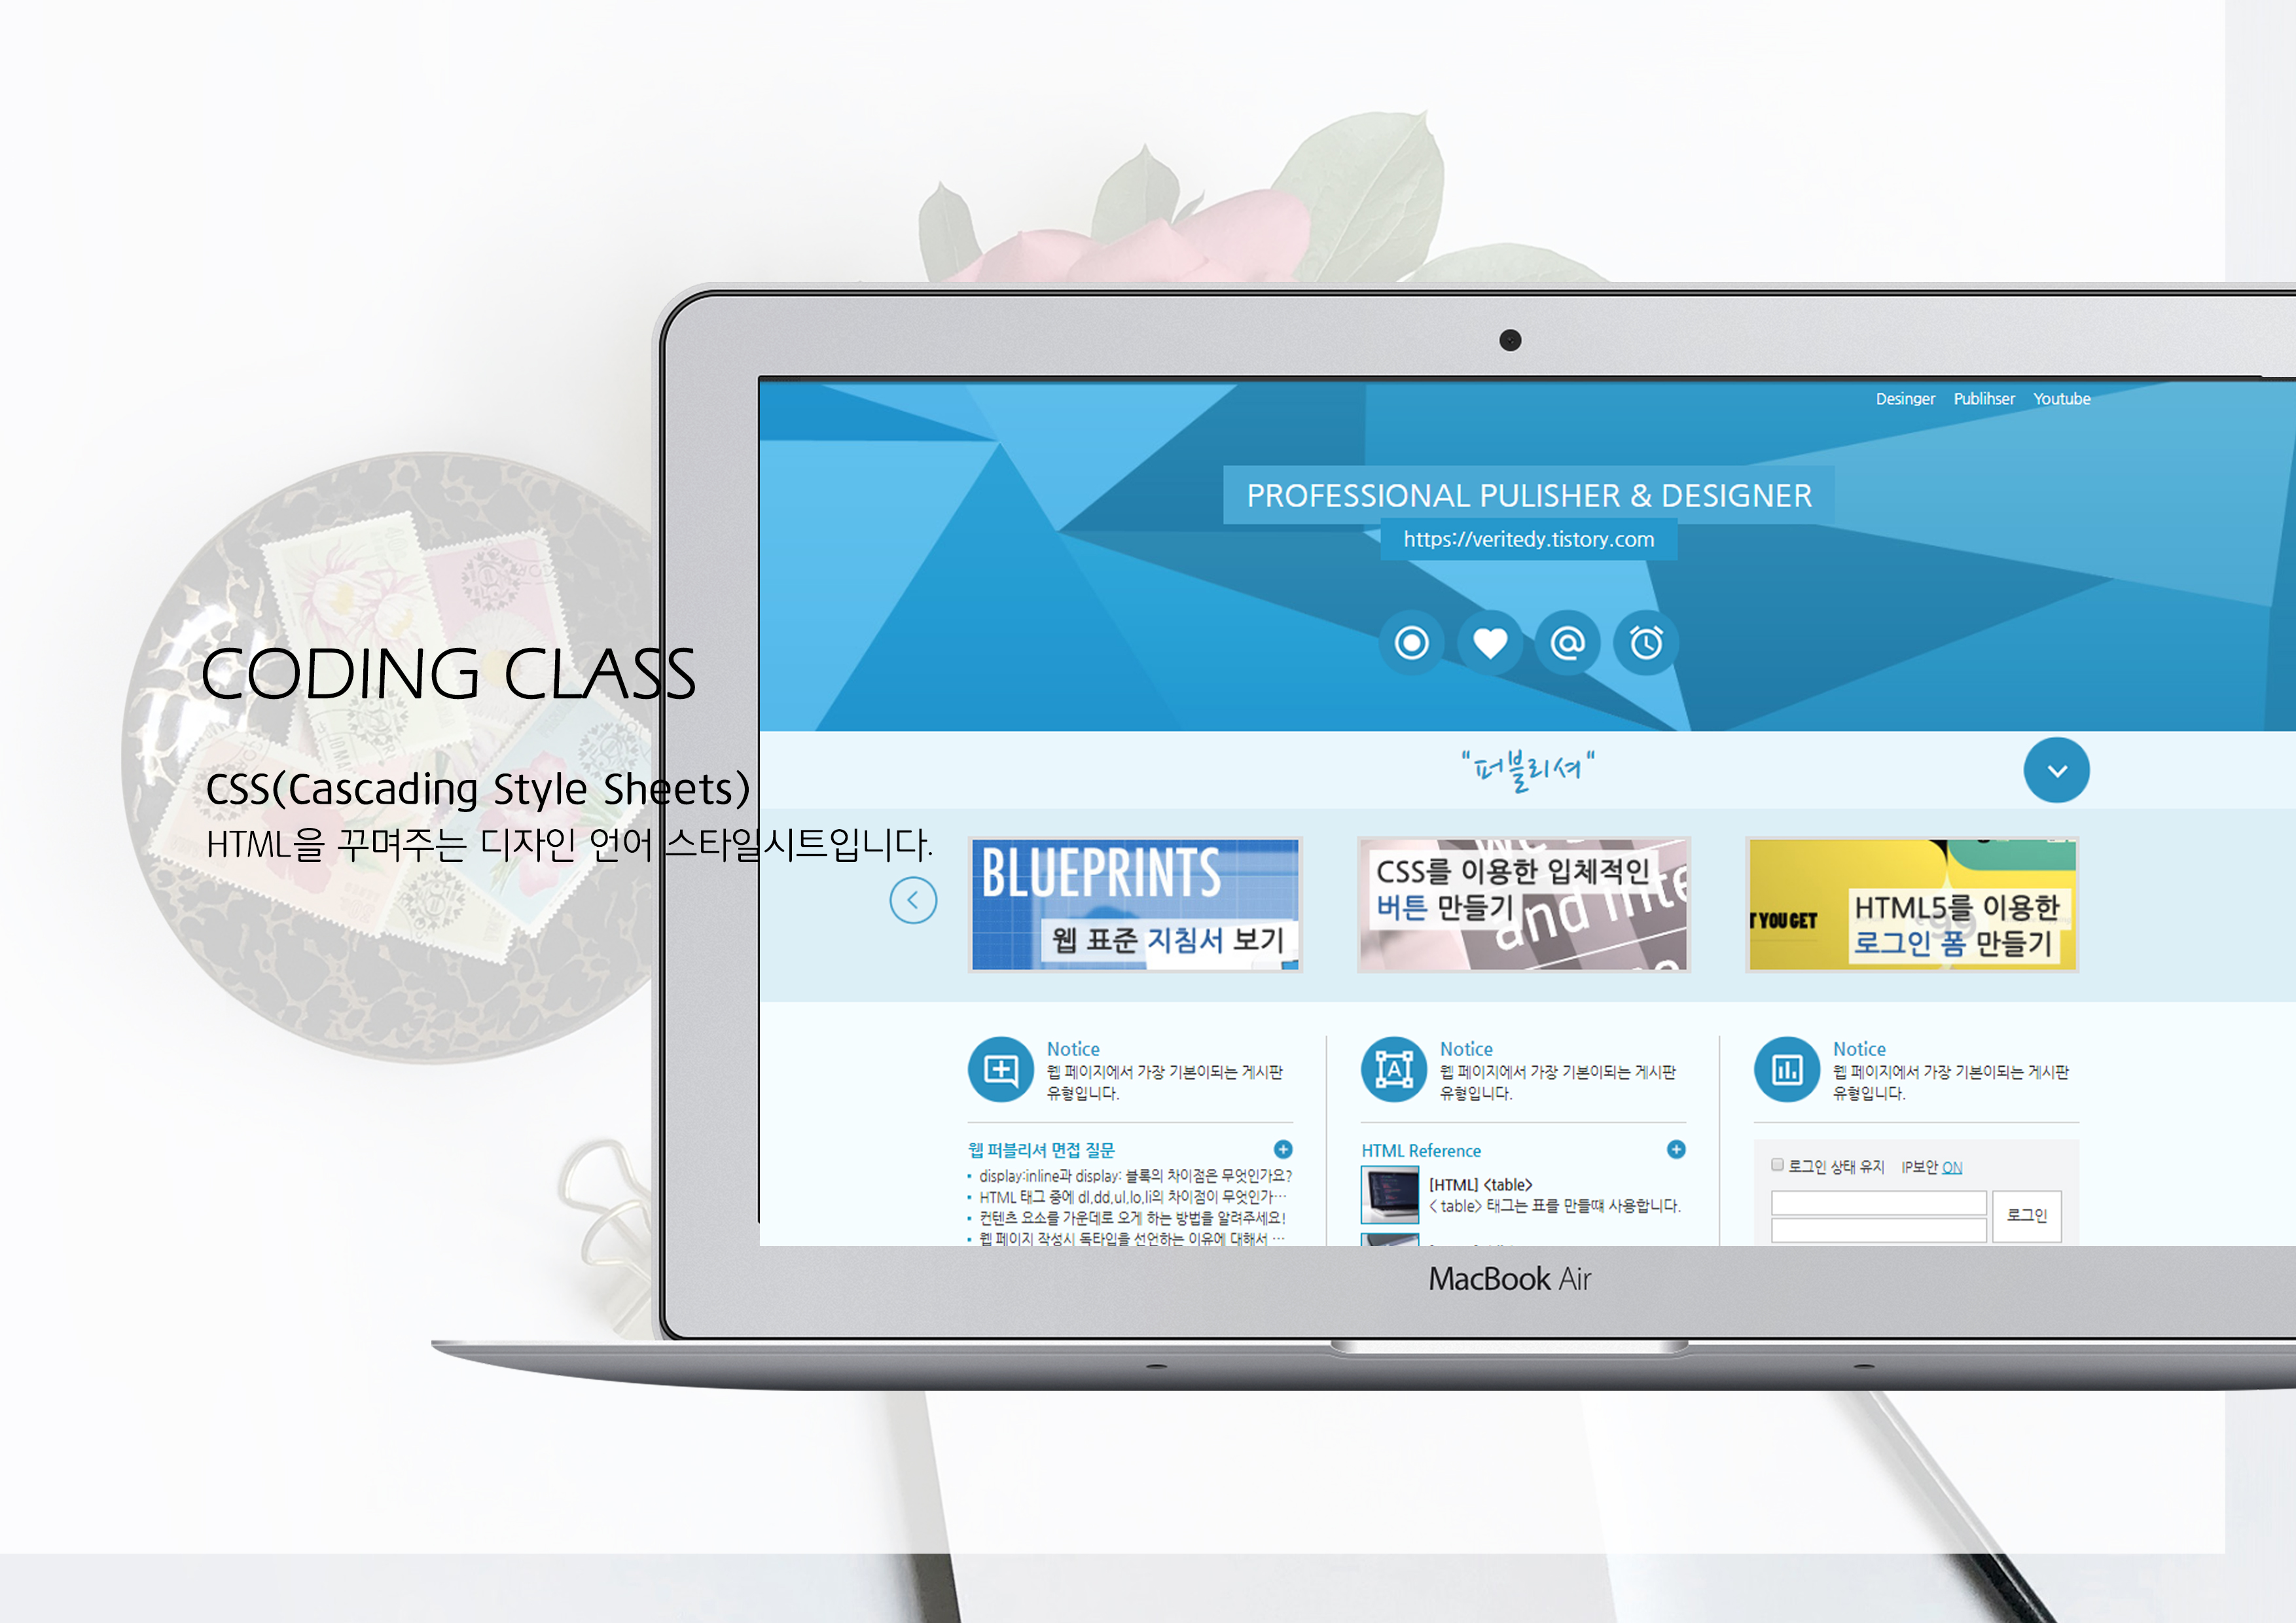 CODING CLASS
CSS(Cascading Style Sheets)
HTML을 꾸며주는 디자인 언어 스타일시트입니다.
Desinger Publihser Youtube
PROFESSIONAL PULISHER & DESIGNER
https://veritedy.tistory.com
"퍼블리셔"
BLUEPRINTS
웹 표준 지침서 보기
CSS를 이용한 입체적인
버튼 만들기
and inte
T YOU GET
HTML5를 이용한
로그인 폼 만들기
Notice
웹 페이지에서 가장 기본이되는 게시판
유형입니다.
Notice
웹 페이지에서 가장 기본이되는 게시판
유형입니다.
Notice
웹 페이지에서 가장 기본이되는 게시판
유형입니다.
웹 퍼블리셔 면접 질문
display:inline과 display: 블록의 차이점은 무엇인가요?
HTML 태그 중에 dl,dd,ul,lo,li의 차이점이 무엇인가…
컨텐츠 요소를 가운데로 오게 하는 방법을 알려주세요!
웹 페이지 작성시 독타입을 선언하는 이유에 대해서 …
HTML Reference
[HTML] <table>
< table> 태그는 표를 만들떄 사용합니다.
로그인 상태 유지 IP보안 ON
로그인
MacBook Air